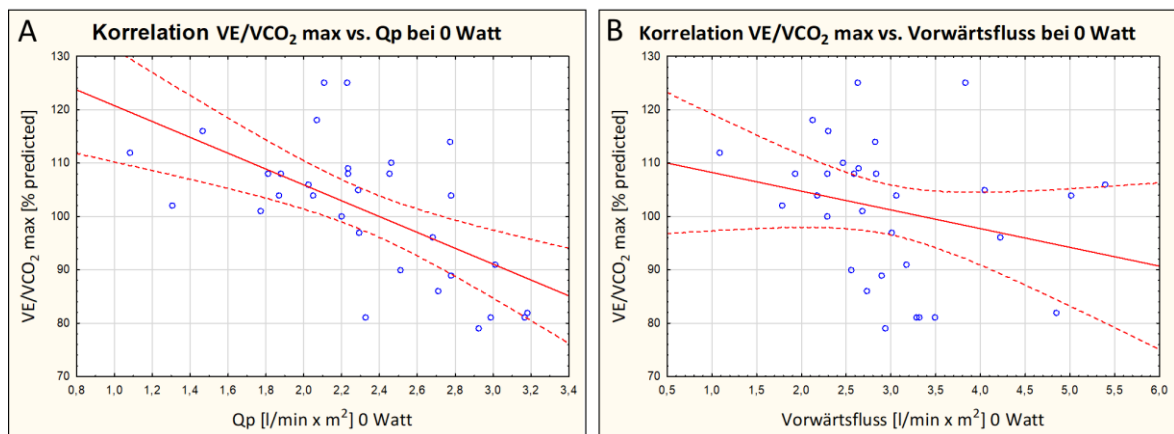 A
Korrelation VE/VCO₂ max vs. Qp bei 0 Watt
VE/VCO₂ max [% predicted]
130
120
110
100
90
80
70
0,8 1,0 1,2 1,4 1,6 1,8 2,0 2,2 2,4 2,6 2,8 3,0 3,2 3,4
Qp [l/min x m²] 0 Watt
B
Korrelation VE/VCO₂ max vs. Vorwärtsfluss bei 0 Watt
VE/VCO₂ max [% predicted]
130
120
110
100
90
80
70
0,5 1,0 1,5 2,0 2,5 3,0 3,5 4,0 4,5 5,0 5,5 6,0
Vorwärtsfluss [l/min x m²] 0 Watt